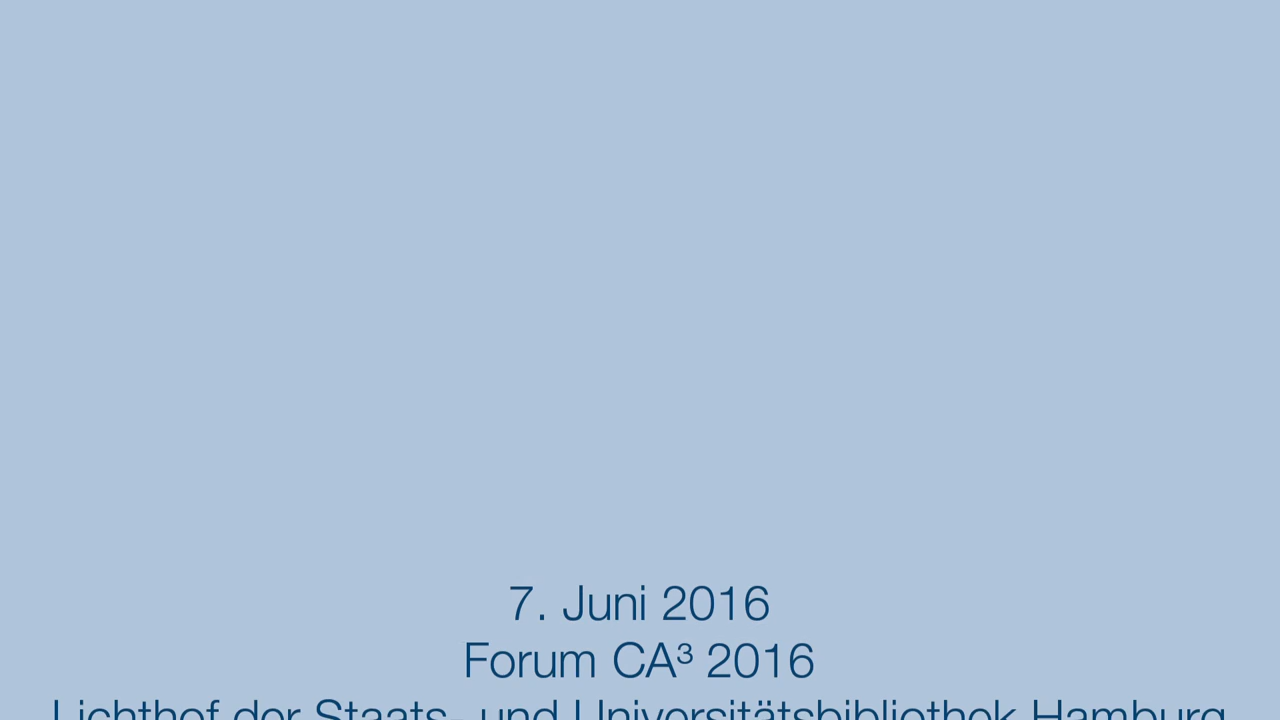 7. Juni 2016
Forum CA³ 2016
Lichthof der Staats- und Universitätsbibliothek Hamburg